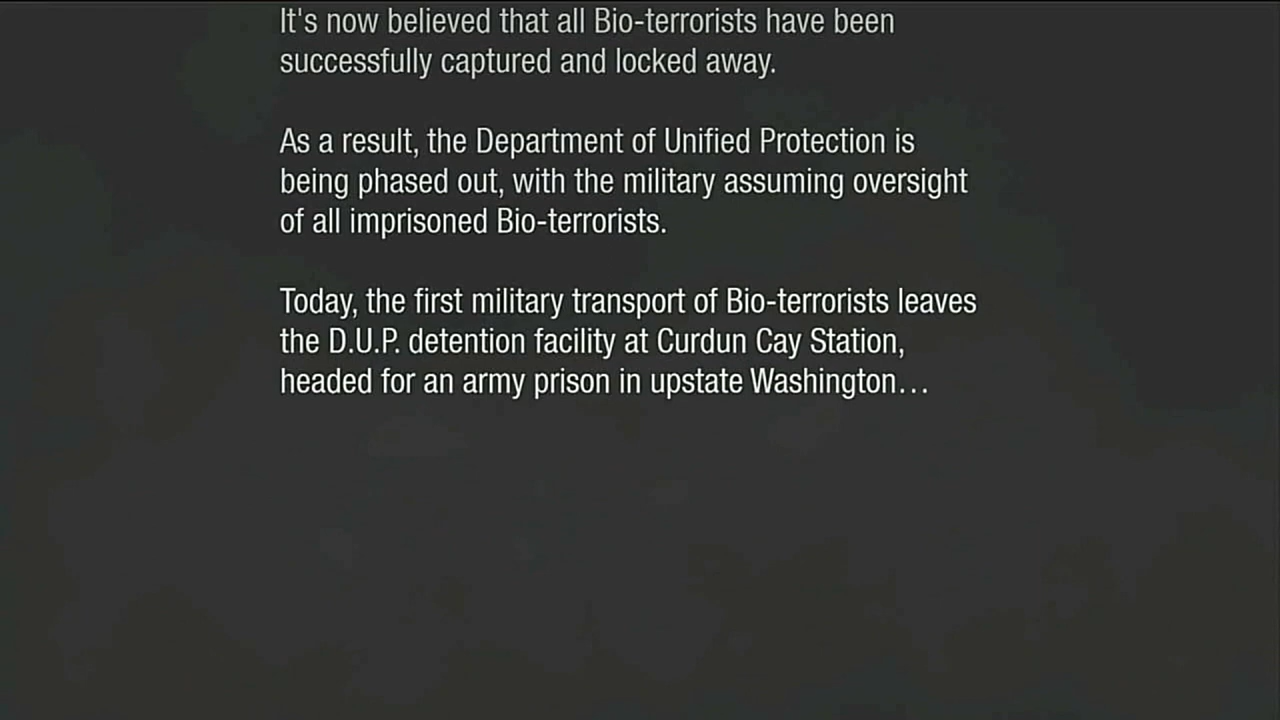 It's now believed that all Bio-terrorists have been
successfully captured and locked away.
As a result, the Department of Unified Protection is
being phased out, with the military assuming oversight
of all imprisoned Bio-terrorists.
Today, the first military transport of Bio-terrorists leaves
the D.U.P. detention facility at Curdun Cay Station,
headed for an army prison in upstate Washington…